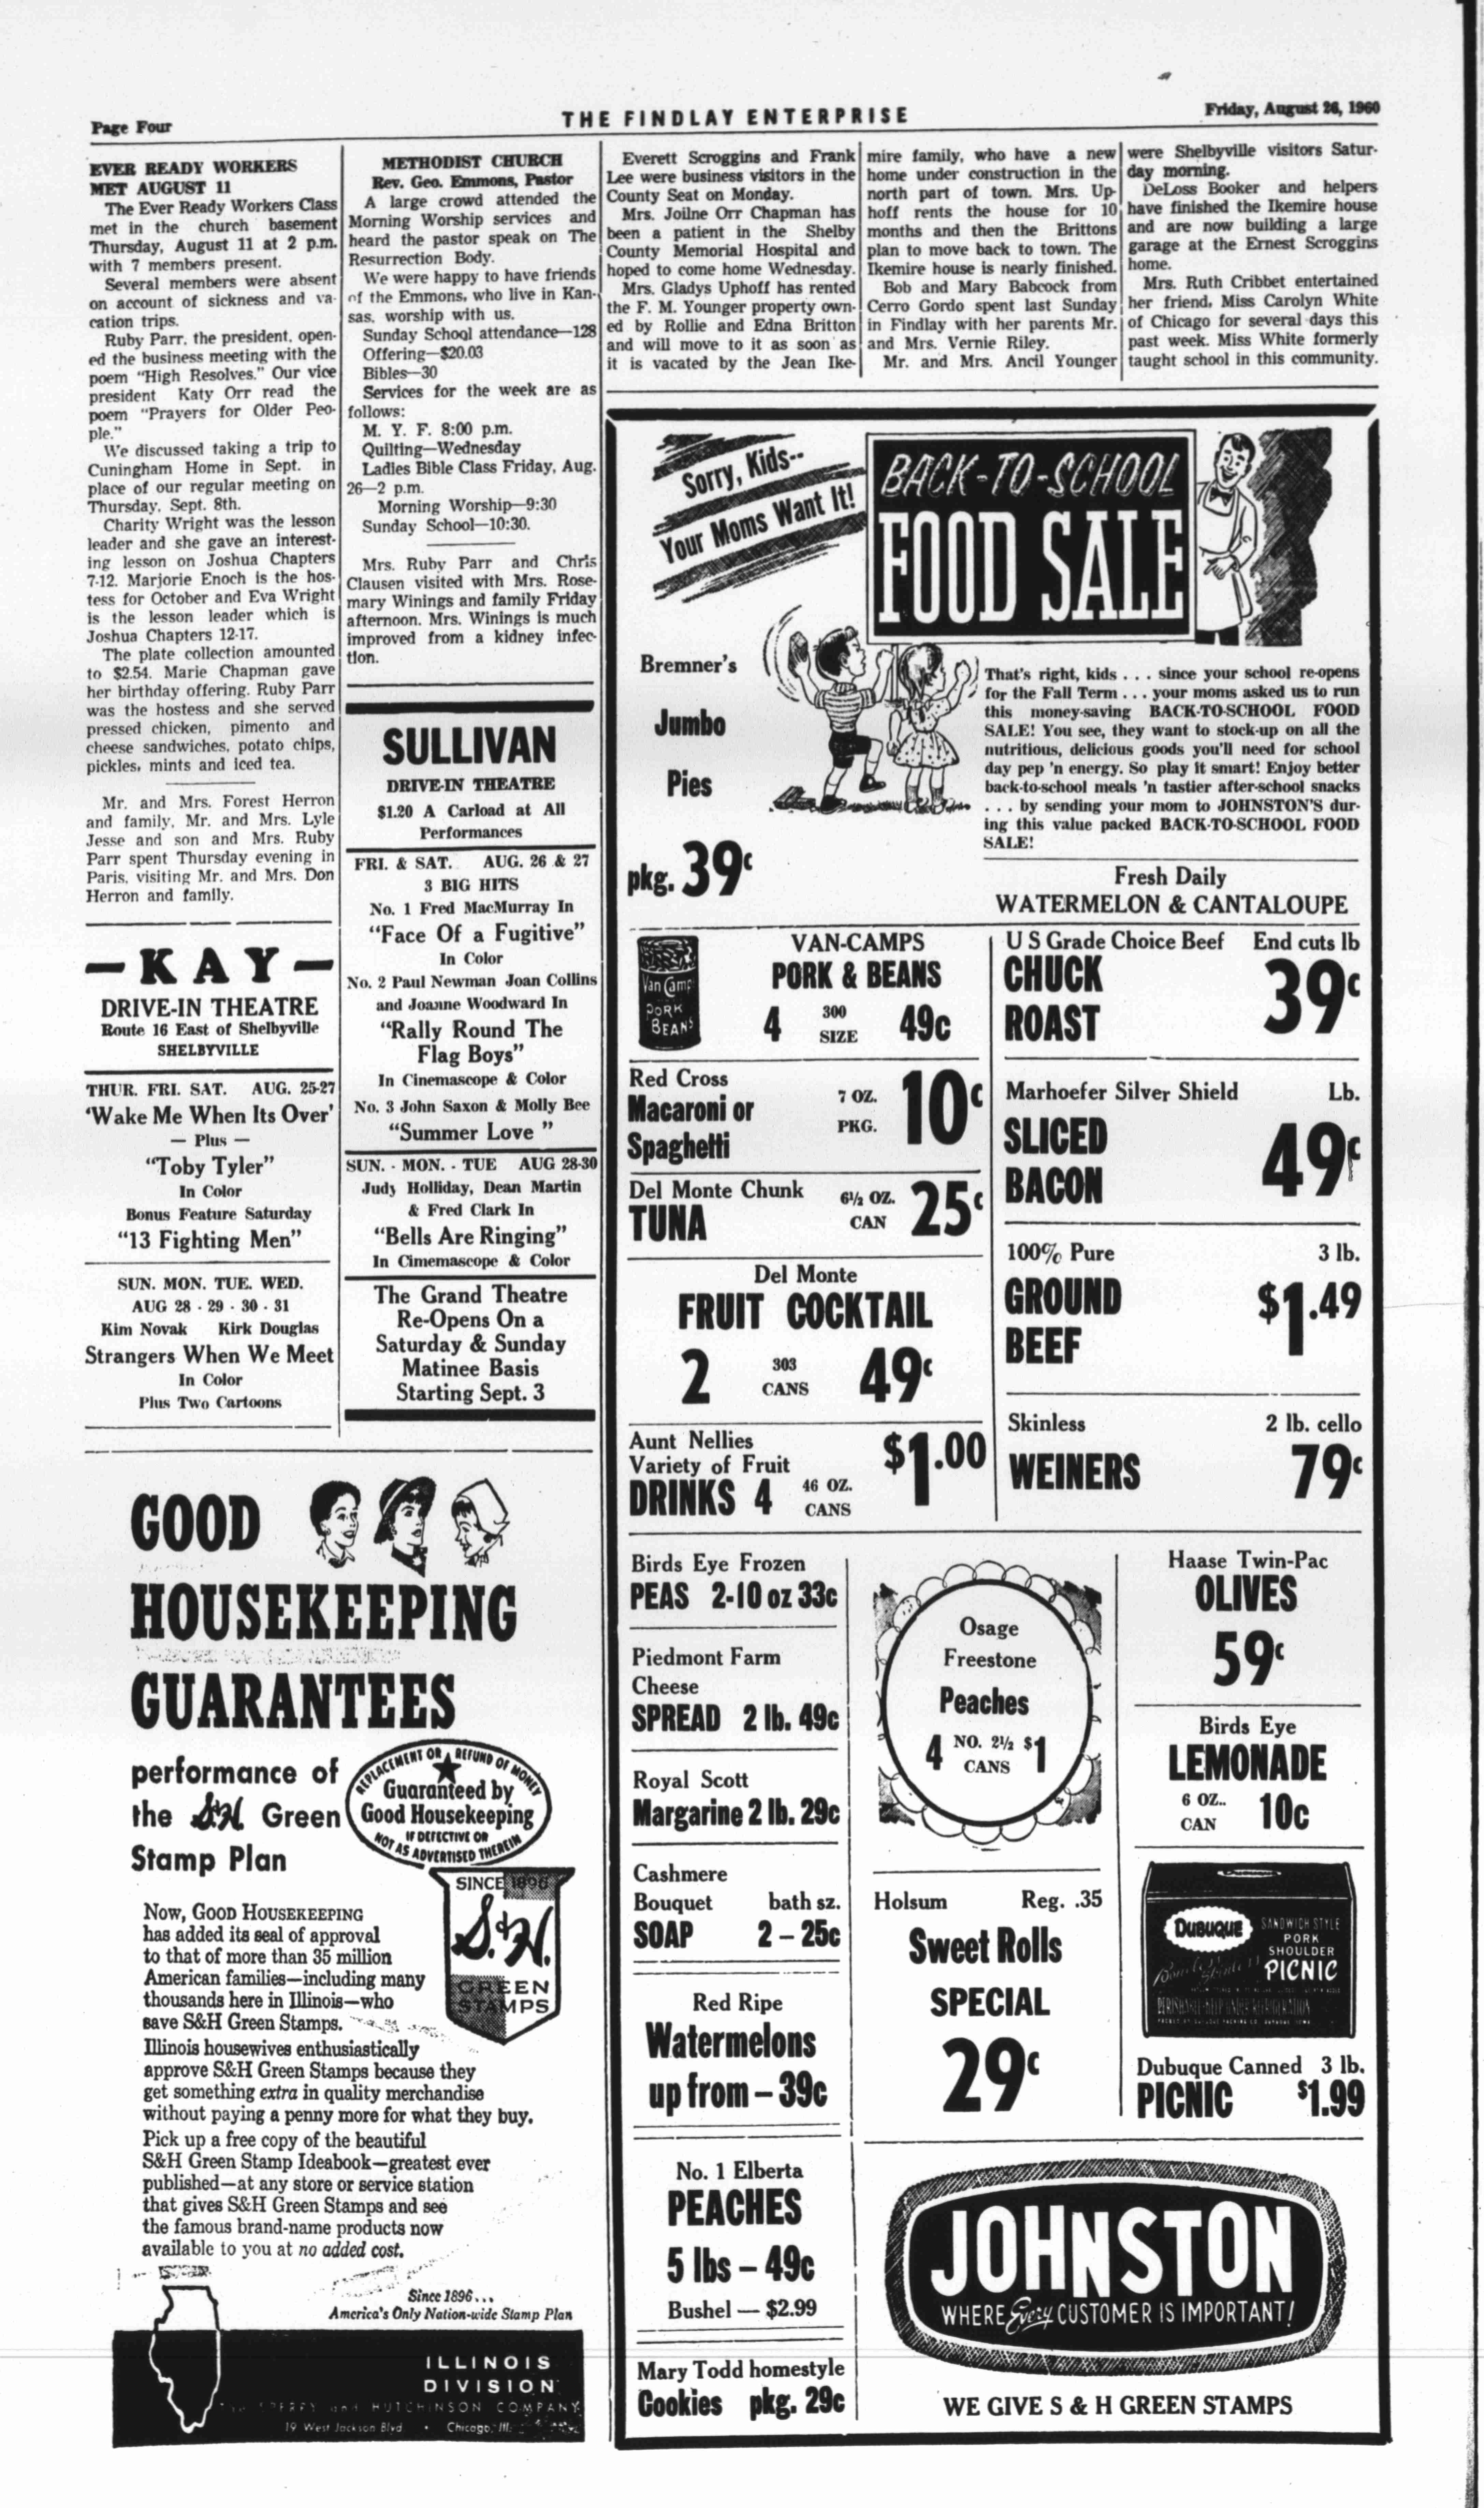 Page Four
THE FINDLAY ENTERPRISE
Friday, August 26, 1960
EVER READY WORKERS
MET AUGUST 11
The Ever Ready Workers Class
met in the church basement
Thursday, August 11 at 2 p.m.
with 7 members present.
Several members were absent
on account of sickness and va-
cation trips.
Ruby Parr, the president, open-
ed the business meeting with the
poem "High Resolves." Our vice
president Katy Orr read the
poem "Prayers for Older Peo-
ple."
We discussed taking a trip to
Cuningham Home in Sept. in
place of our regular meeting on
Thursday, Sept. 8th.
Charity Wright was the lesson
leader and she gave an interest-
ing lesson on Joshua Chapters
7-12. Marjorie Enoch is the hos-
tess for October and Eva Wright
is the lesson leader which is
Joshua Chapters 12-17.
The plate collection amounted
to $2.54. Marie Chapman gave
her birthday offering. Ruby Parr
was the hostess and she served
pressed chicken, pimento and
cheese sandwiches, potato chips,
pickles, mints and iced tea.
Mr. and Mrs. Forest Herron
and family, Mr. and Mrs. Lyle
Jesse and son and Mrs. Ruby
Parr spent Thursday evening in
Paris, visiting Mr. and Mrs. Don
Herron and family.
—KAY—
DRIVE-IN THEATRE
Route 16 East of Shelbyville
SHELBYVILLE
THUR. FRI. SAT. AUG. 25-27
'Wake Me When Its Over'
— Plus —
"Toby Tyler"
In Color
Bonus Feature Saturday
"13 Fighting Men"
SUN. MON. TUE. WED.
AUG 28 - 29 - 30 - 31
Kim Novak Kirk Douglas
Strangers When We Meet
In Color
Plus Two Cartoons
METHODIST CHURCH
Rev. Geo. Emmons, Pastor
A large crowd attended the
Morning Worship services and
heard the pastor speak on The
Resurrection Body.
We were happy to have friends
of the Emmons, who live in Kan-
sas, worship with us.
Sunday School attendance—128
Offering—$20.03
Bibles—30
Services for the week are as
follows:
M. Y. F. 8:00 p.m.
Quilting—Wednesday
Ladies Bible Class Friday, Aug.
26—2 p.m.
Morning Worship—9:30
Sunday School—10:30.
Mrs. Ruby Parr and Chris
Clausen visited with Mrs. Rose-
mary Winings and family Friday
afternoon. Mrs. Winings is much
improved from a kidney infec-
tion.
SULLIVAN
DRIVE-IN THEATRE
$1.20 A Carload at All
Performances
FRI. & SAT. AUG. 26 & 27
3 BIG HITS
No. 1 Fred MacMurray In
"Face Of a Fugitive"
In Color
No. 2 Paul Newman Joan Collins
and Joanne Woodward In
"Rally Round The
Flag Boys"
In Cinemascope & Color
No. 3 John Saxon & Molly Bee
"Summer Love "
SUN. - MON. - TUE AUG 28-30
Judy Holliday, Dean Martin
& Fred Clark In
"Bells Are Ringing"
In Cimemascope & Color
The Grand Theatre
Re-Opens On a
Saturday & Sunday
Matinee Basis
Starting Sept. 3
Everett Scroggins and Frank
Lee were business visitors in the
County Seat on Monday.
Mrs. Joilne Orr Chapman has
been a patient in the Shelby
County Memorial Hospital and
hoped to come home Wednesday.
Mrs. Gladys Uphoff has rented
the F. M. Younger property own-
ed by Rollie and Edna Britton
and will move to it as soon as
it is vacated by the Jean Ike-
mire family, who have a new
home under construction in the
north part of town. Mrs. Up-
hoff rents the house for 10
months and then the Brittons
plan to move back to town. The
Ikemire house is nearly finished.
Bob and Mary Babcock from
Cerro Gordo spent last Sunday
in Findlay with her parents Mr.
and Mrs. Vernie Riley.
Mr. and Mrs. Ancil Younger
were Shelbyville visitors Satur-
day morning.
DeLoss Booker and helpers
have finished the Ikemire house
and are now building a large
garage at the Ernest Scroggins
home.
Mrs. Ruth Cribbet entertained
her friend, Miss Carolyn White
of Chicago for several days this
past week. Miss White formerly
taught school in this community.
GOOD
HOUSEKEEPING
GUARANTEES
performance of
the S&H Green
Stamp Plan
REPLACEMENT OR REFUND OF MONEY
Guaranteed by
Good Housekeeping
IF DEFECTIVE OR
NOT AS ADVERTISED THEREIN
SINCE 1896
S.&H.
GREEN
STAMPS
Now, GOOD HOUSEKEEPING
has added its seal of approval
to that of more than 35 million
American families—including many
thousands here in Illinois—who
save S&H Green Stamps.
Illinois housewives enthusiastically
approve S&H Green Stamps because they
get something extra in quality merchandise
without paying a penny more for what they buy.
Pick up a free copy of the beautiful
S&H Green Stamp Ideabook—greatest ever
published—at any store or service station
that gives S&H Green Stamps and see
the famous brand-name products now
available to you at no added cost.
Since 1896...
America's Only Nation-wide Stamp Plan
ILLINOIS
DIVISION
SPERRY and HUTCHINSON COMPANY
19 West Jackson Blvd • Chicago, Ill.
Sorry, Kids--
Your Moms Want It!
BACK-TO-SCHOOL
FOOD SALE
Bremner's
Jumbo
Pies
pkg. 39c
That's right, kids . . . since your school re-opens
for the Fall Term . . . your moms asked us to run
this money-saving BACK-TO-SCHOOL FOOD
SALE! You see, they want to stock-up on all the
nutritious, delicious goods you'll need for school
day pep 'n energy. So play it smart! Enjoy better
back-to-school meals 'n tastier after-school snacks
. . . by sending your mom to JOHNSTON'S dur-
ing this value packed BACK-TO-SCHOOL FOOD
SALE!
Fresh Daily
WATERMELON & CANTALOUPE
Van Camp
PORK
BEANS
VAN-CAMPS
PORK & BEANS
4 300 SIZE 49c
Red Cross
Macaroni or
Spaghetti
7 OZ.
PKG.
10c
Del Monte Chunk
TUNA
6½ OZ.
CAN
25c
Del Monte
FRUIT COCKTAIL
2 303 CANS 49c
Aunt Nellies
Variety of Fruit
DRINKS 4 46 OZ. CANS
$1.00
U S Grade Choice Beef End cuts lb
CHUCK
ROAST
39c
Marhoefer Silver Shield Lb.
SLICED
BACON
49c
100% Pure 3 lb.
GROUND
BEEF
$1.49
Skinless 2 lb. cello
WEINERS 79c
Birds Eye Frozen
PEAS 2-10 oz 33c
Piedmont Farm
Cheese
SPREAD 2 lb. 49c
Royal Scott
Margarine 2 lb. 29c
Cashmere
Bouquet bath sz.
SOAP 2 – 25c
Red Ripe
Watermelons
up from – 39c
No. 1 Elberta
PEACHES
5 lbs – 49c
Bushel — $2.99
Mary Todd homestyle
Cookies pkg. 29c
Osage
Freestone
Peaches
4 NO. 2½ CANS $1
Holsum Reg. .35
Sweet Rolls
SPECIAL
29c
Haase Twin-Pac
OLIVES
59c
Birds Eye
LEMONADE
6 OZ..
CAN
10c
DUBUQUE
SANDWICH STYLE
PORK
SHOULDER
PICNIC
Dubuque Canned 3 lb.
PICNIC $1.99
JOHNSTON
WHERE Every CUSTOMER IS IMPORTANT!
WE GIVE S & H GREEN STAMPS